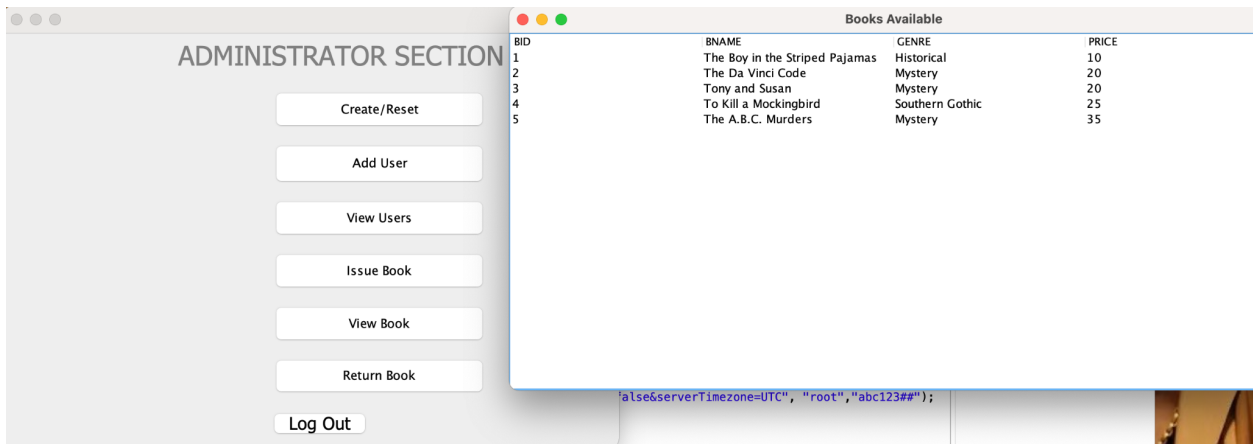 ADMINISTRATOR SECTION
Create/Reset
Add User
View Users
Issue Book
View Book
Return Book
Log Out
Books Available
BID BNAME GENRE PRICE
1 The Boy in the Striped Pajamas Historical 10
2 The Da Vinci Code Mystery 20
3 Tony and Susan Mystery 20
4 To Kill a Mockingbird Southern Gothic 25
5 The A.B.C. Murders Mystery 35
alse&serverTimezone=UTC", "root","abc123##");